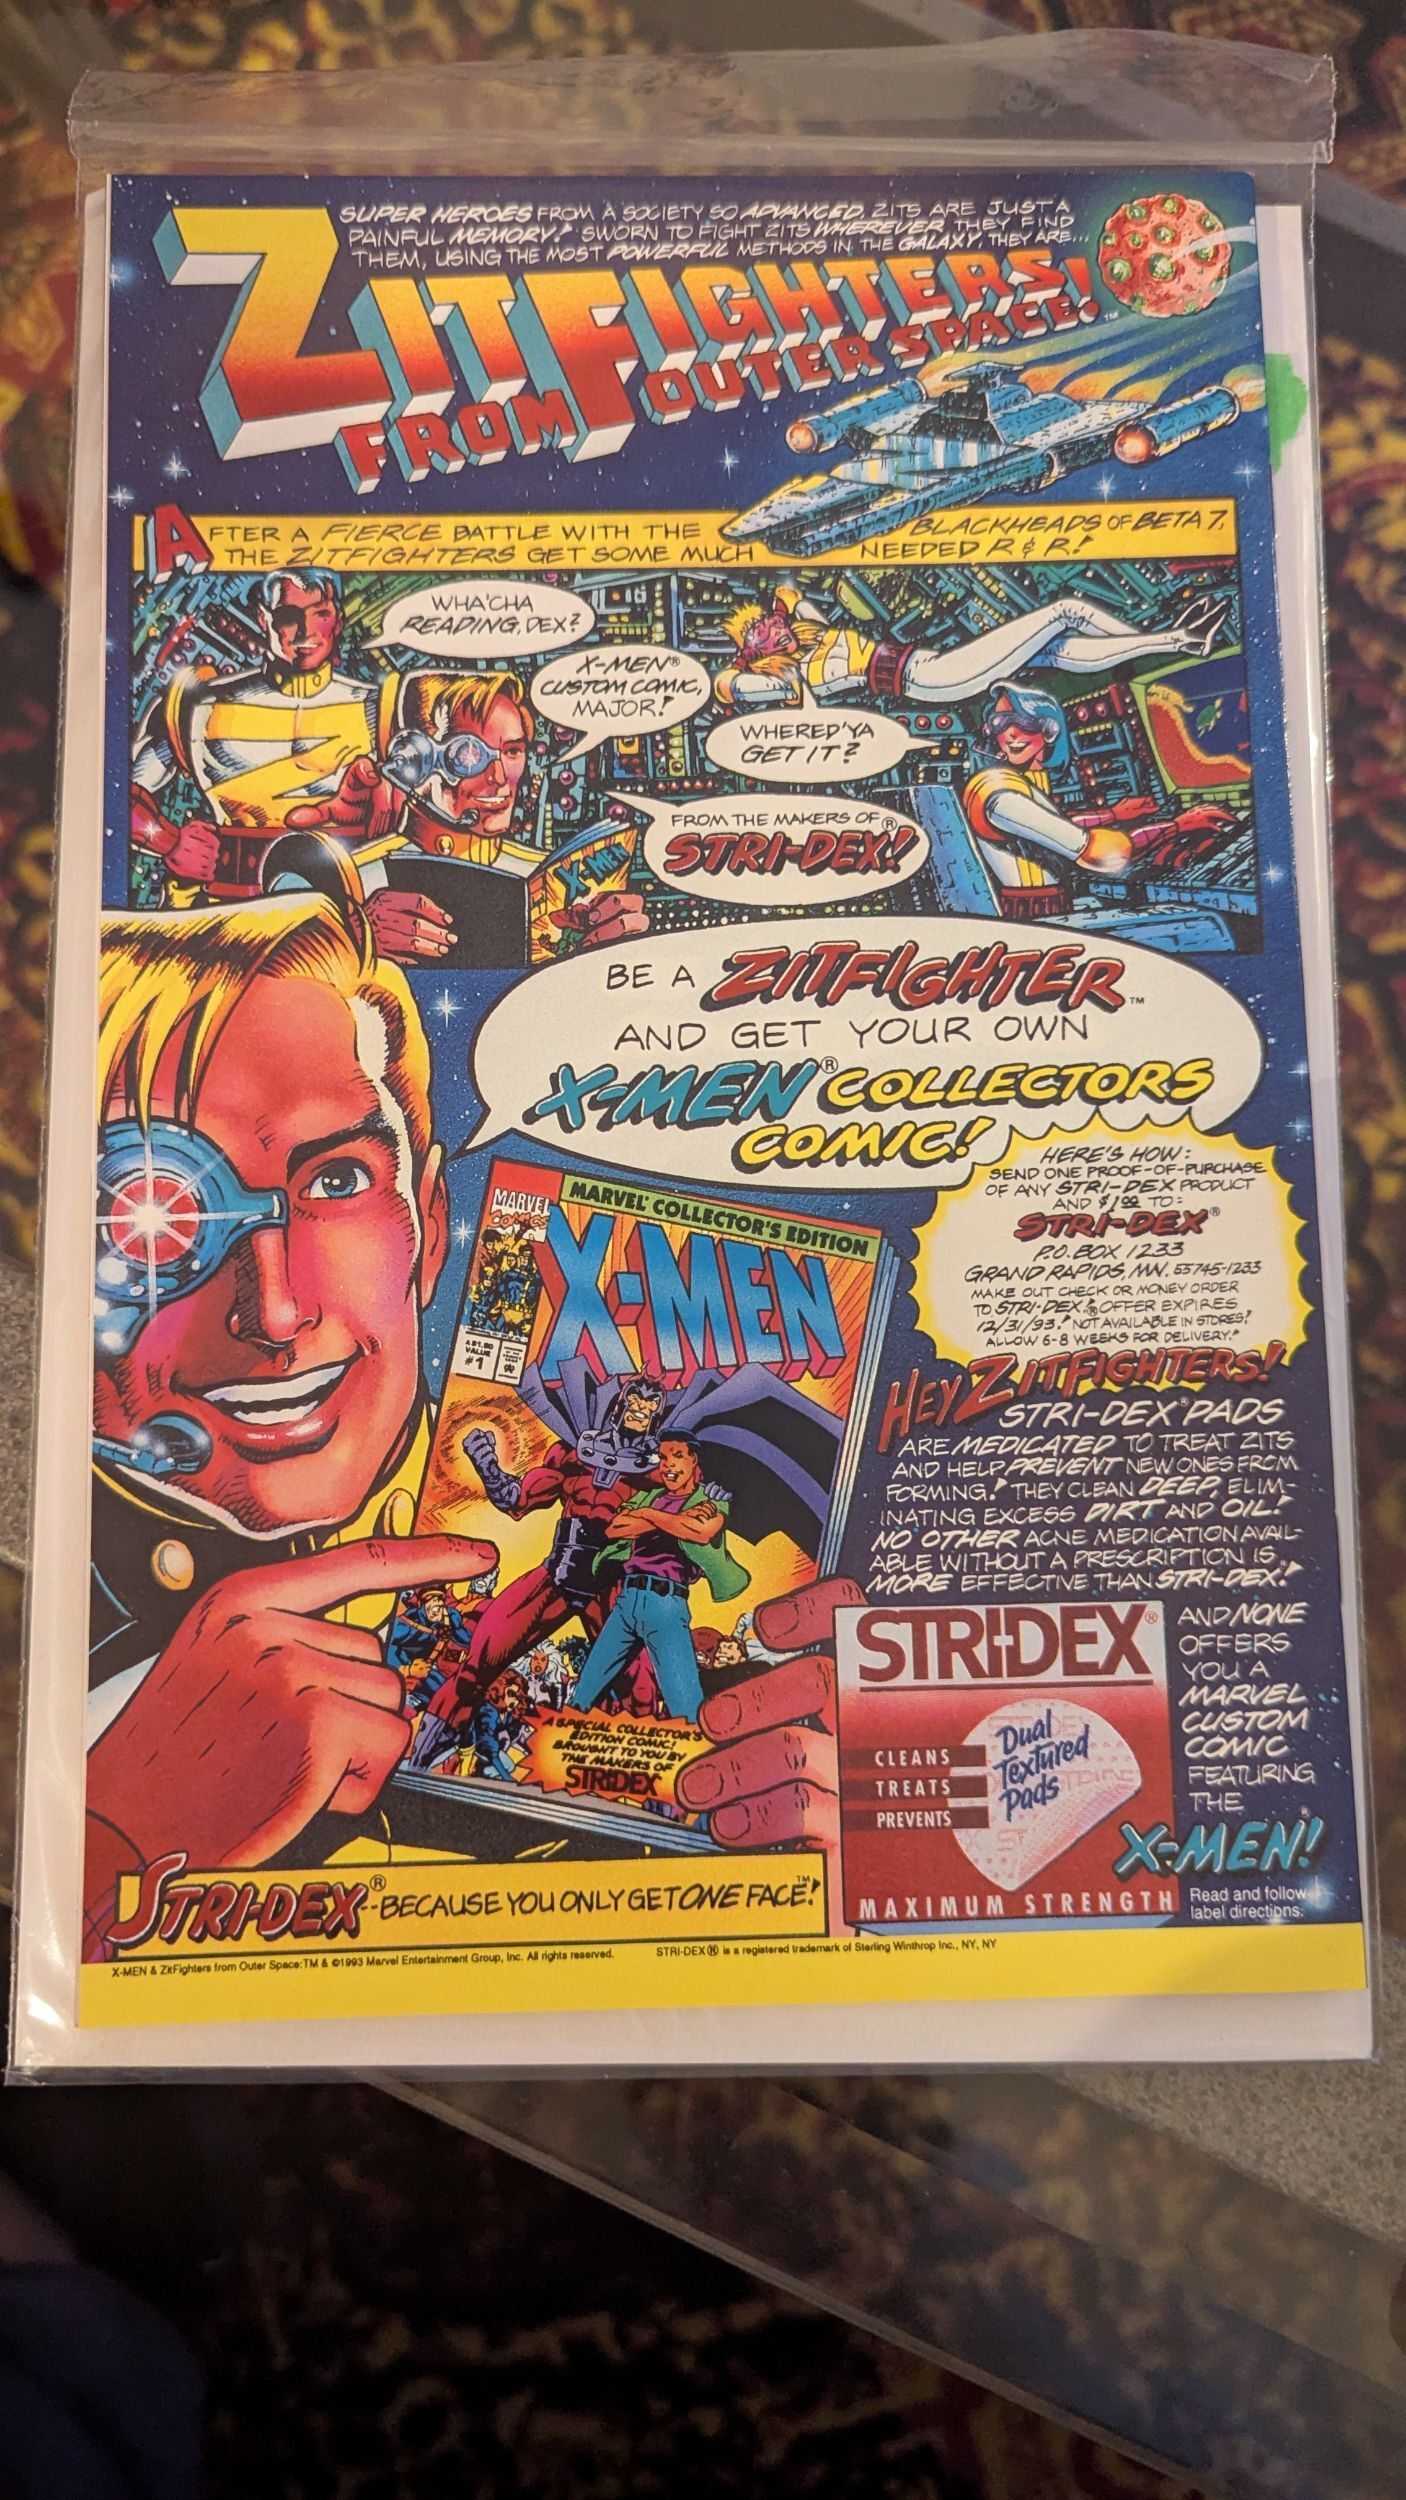 SUPER HEROES FROM A SOCIETY SO ADVANCED, ZITS ARE JUST A
PAINFUL MEMORY! SWORN TO FIGHT ZITS WHEREVER THEY FIND
THEM, USING THE MOST POWERFUL METHODS IN THE GALAXY, THEY ARE...
ZITFIGHTERS
FROM OUTER SPACE!™
AFTER A FIERCE BATTLE WITH THE BLACKHEADS OF BETA 7,
THE ZITFIGHTERS GET SOME MUCH NEEDED R & R!
WHA'CHA
READING, DEX?
X-MEN®
CUSTOM COMIC,
MAJOR!
WHERED'YA
GET IT?
FROM THE MAKERS OF
STRI-DEX!®
X-MEN
BE A ZITFIGHTER™
AND GET YOUR OWN
X-MEN® COLLECTORS
COMIC!
HERE'S HOW:
SEND ONE PROOF-OF-PURCHASE
OF ANY STRI-DEX PRODUCT
AND $1.00 TO:
STRI-DEX®
P.O. BOX 1233
GRAND RAPIDS, MN. 55745-1233
MAKE OUT CHECK OR MONEY ORDER
TO STRI-DEX!® OFFER EXPIRES
12/31/93! NOT AVAILABLE IN STORES!
ALLOW 6-8 WEEKS FOR DELIVERY.*
MARVEL
COMICS
MARVEL® COLLECTOR'S EDITION
X-MEN
A $1.50
VALUE
#1
A SPECIAL COLLECTOR'S
EDITION COMIC!
BROUGHT TO YOU BY
THE MAKERS OF
STRIDEX
HEY ZITFIGHTERS!
STRI-DEX® PADS
ARE MEDICATED TO TREAT ZITS
AND HELP PREVENT NEW ONES FROM
FORMING! THEY CLEAN DEEP, ELIM-
INATING EXCESS DIRT AND OIL!
NO OTHER ACNE MEDICATION AVAIL-
ABLE WITHOUT A PRESCRIPTION IS
MORE EFFECTIVE THAN STRI-DEX!
AND NONE
OFFERS
YOU A
MARVEL
CUSTOM
COMIC
FEATURING
THE
X-MEN!®
Read and follow
label directions.
STRI-DEX®
Dual
Textured
Pads
CLEANS
TREATS
PREVENTS
MAXIMUM STRENGTH
STRI-DEX®--BECAUSE YOU ONLY GET ONE FACE!™
X-MEN & ZitFighters from Outer Space:TM & ©1993 Marvel Entertainment Group, Inc. All rights reserved. STRI-DEX® is a registered trademark of Sterling Winthrop Inc., NY, NY